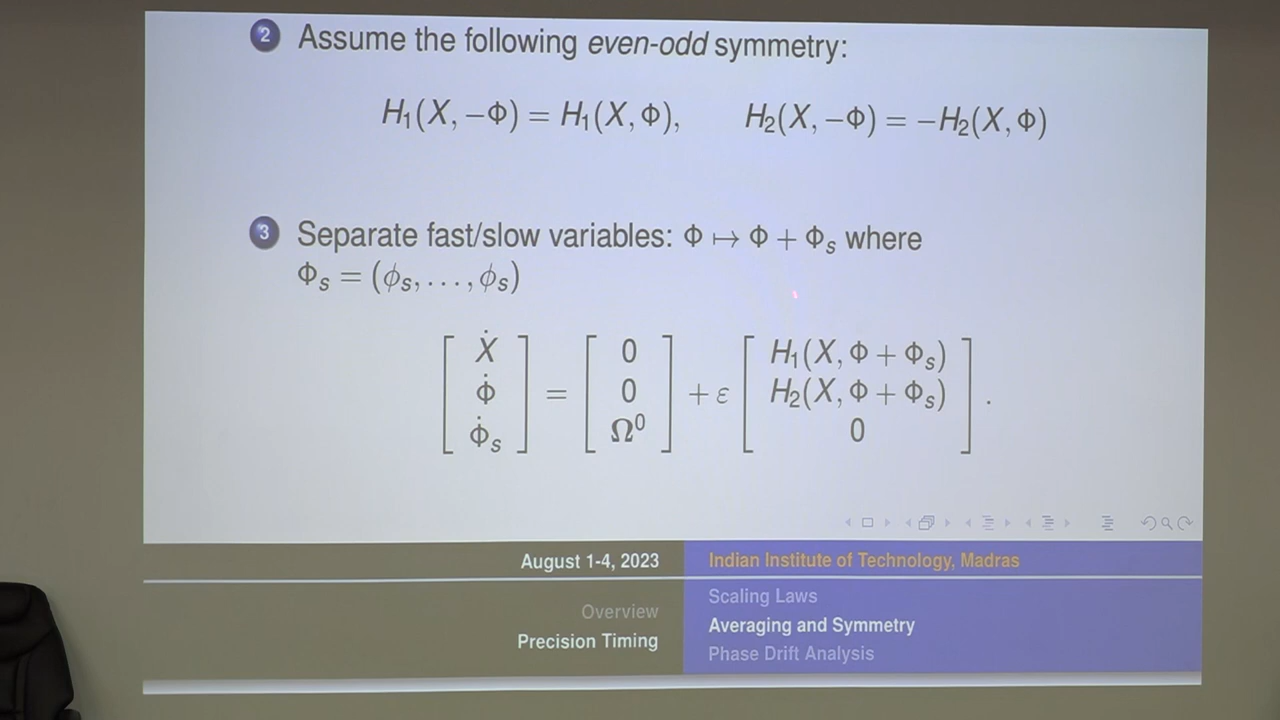 2 Assume the following even-odd symmetry:
H₁(X, −Φ) = H₁(X, Φ), H₂(X, −Φ) = −H₂(X, Φ)
3 Separate fast/slow variables: Φ ↦ Φ + Φₛ where
Φₛ = (ϕₛ, . . . , ϕₛ)
[ Ẋ ] [ 0 ] [ H₁(X, Φ + Φₛ) ]
[ Φ̇ ] = [ 0 ] + ε [ H₂(X, Φ + Φₛ) ] .
[ Φ̇ₛ ] [ Ω⁰ ] [ 0 ]
August 1-4, 2023 Indian Institute of Technology, Madras
Overview
Precision Timing
Scaling Laws
Averaging and Symmetry
Phase Drift Analysis